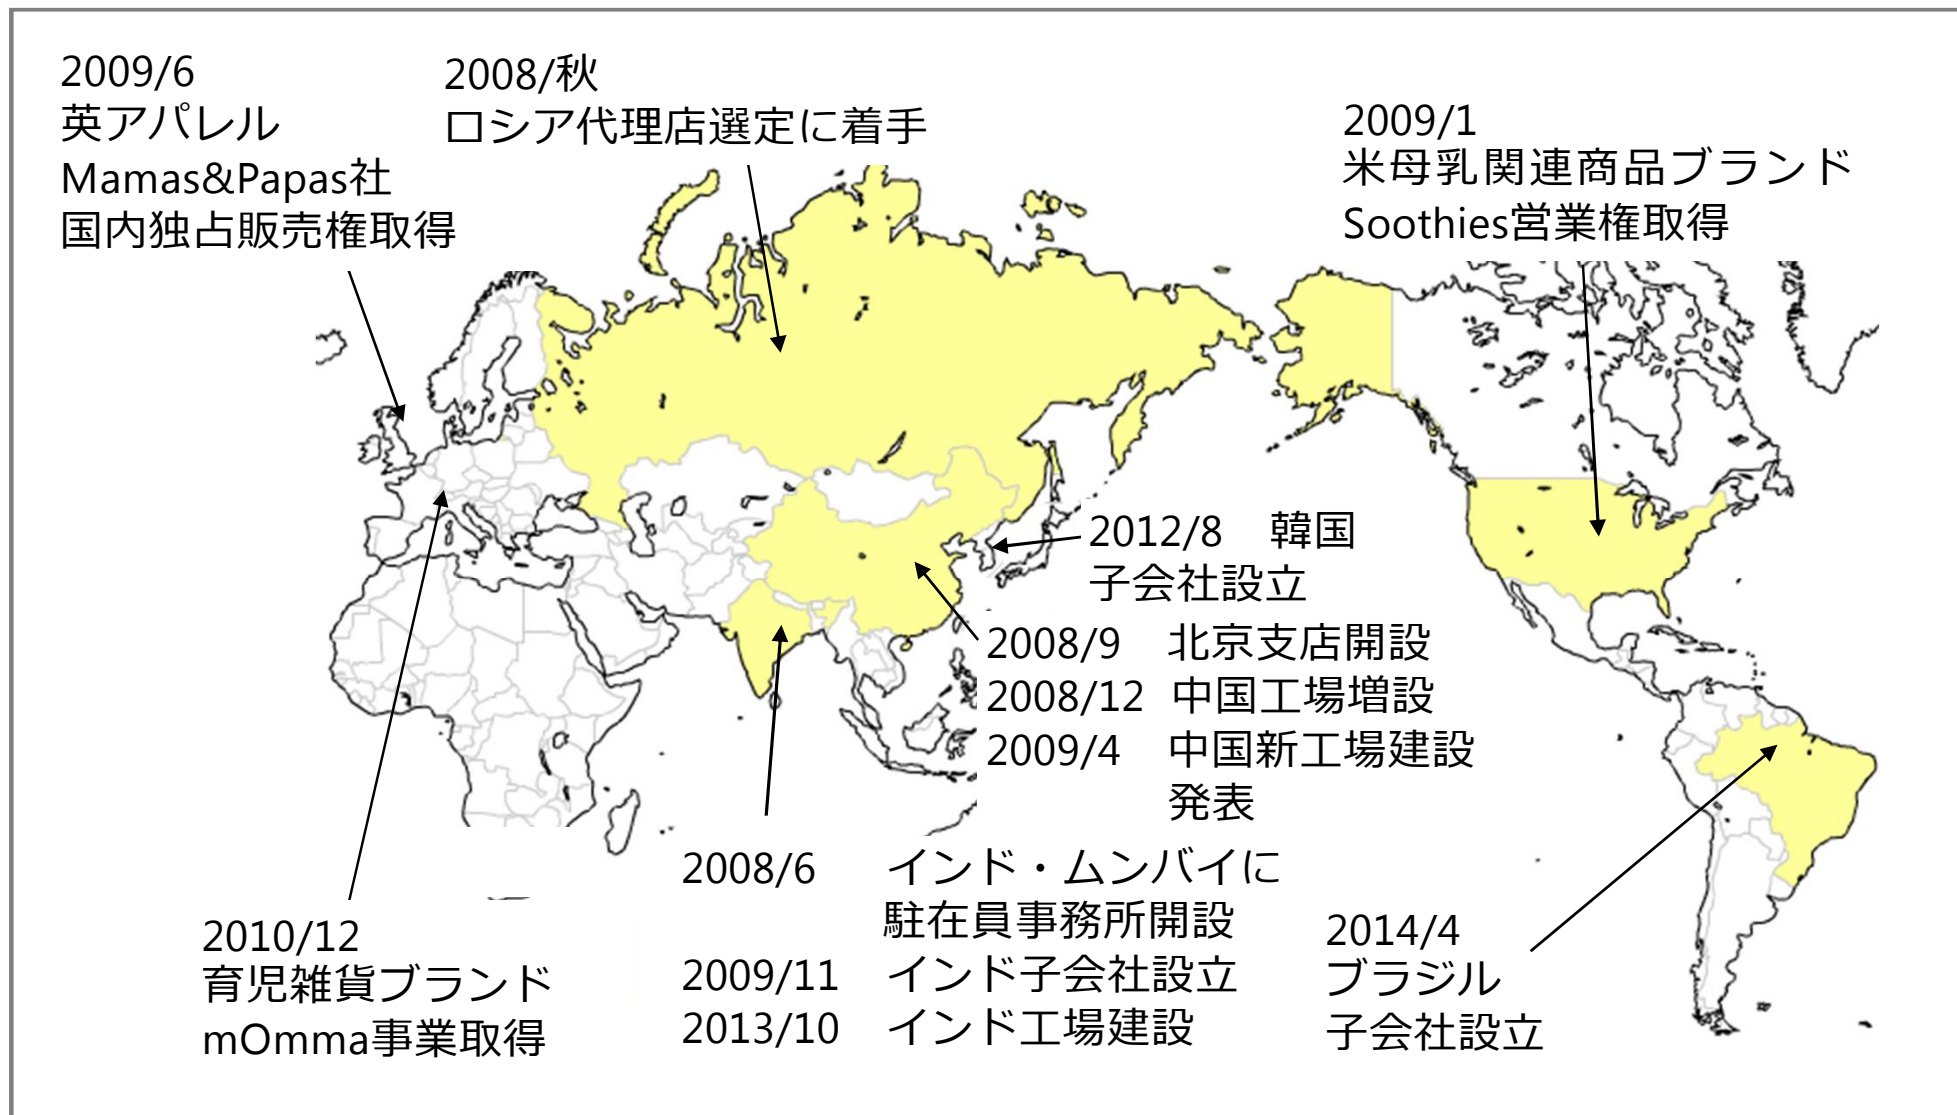 2009/6
英アパレル
Mamas&Papas社
国内独占販売権取得
2008/秋
ロシア代理店選定に着手
2009/1
米母乳関連商品ブランド
Soothies営業権取得
2012/8　韓国
子会社設立
2008/9　北京支店開設
2008/12　中国工場増設
2009/4　中国新工場建設
発表
2008/6　インド・ムンバイに
駐在員事務所開設
2009/11　インド子会社設立
2013/10　インド工場建設
2010/12
育児雑貨ブランド
mOmma事業取得
2014/4
ブラジル
子会社設立